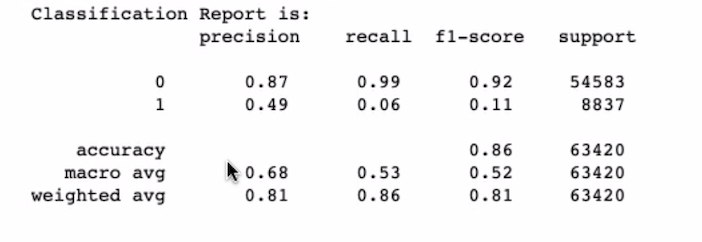 Classification Report is:
precision recall f1-score support
0 0.87 0.99 0.92 54583
1 0.49 0.06 0.11 8837
accuracy 0.86 63420
macro avg 0.68 0.53 0.52 63420
weighted avg 0.81 0.86 0.81 63420